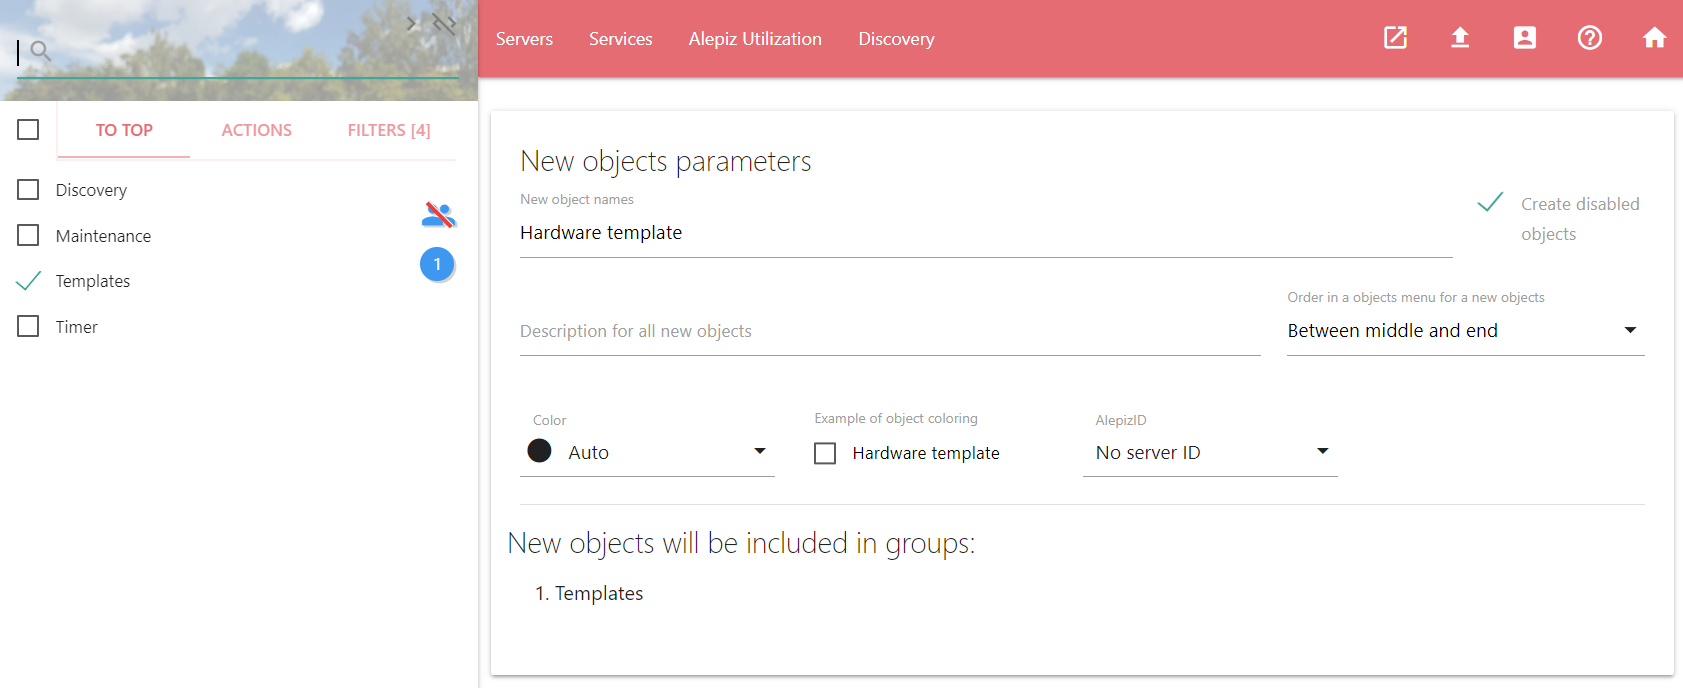 Servers Services Alepiz Utilization Discovery
TO TOP ACTIONS FILTERS [4]
Discovery
Maintenance
Templates
Timer
1
New objects parameters
New object names
Hardware template
Create disabled
objects
Description for all new objects
Order in a objects menu for a new objects
Between middle and end
Color
Auto
Example of object coloring
Hardware template
AlepizID
No server ID
New objects will be included in groups:
1. Templates